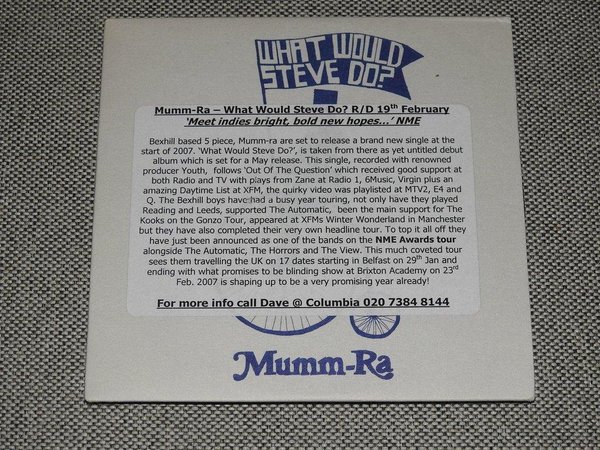 WHAT WOULD
STEVE DO?
Mumm-Ra – What Would Steve Do? R/D 19th February
‘Meet indies bright, bold new hopes...’ NME
Bexhill based 5 piece, Mumm-ra are set to release a brand new single at the
start of 2007. ‘What Would Steve Do?’, is taken from there as yet untitled debut
album which is set for a May release. This single, recorded with renowned
producer Youth, follows ‘Out Of The Question’ which received good support at
both Radio and TV with plays from Zane at Radio 1, 6Music, Virgin plus an
amazing Daytime List at XFM, the quirky video was playlisted at MTV2, E4 and
Q. The Bexhill boys have had a busy year touring, not only have they played
Reading and Leeds, supported The Automatic, been the main support for The
Kooks on the Gonzo Tour, appeared at XFMs Winter Wonderland in Manchester
but they have also completed their very own headline tour. To top it all off they
have just been announced as one of the bands on the NME Awards tour
alongside The Automatic, The Horrors and The View. This much coveted tour
sees them travelling the UK on 17 dates starting in Belfast on 29th Jan and
ending with what promises to be blinding show at Brixton Academy on 23rd
Feb. 2007 is shaping up to be a very promising year already!
For more info call Dave @ Columbia 020 7384 8144
Mumm-Ra